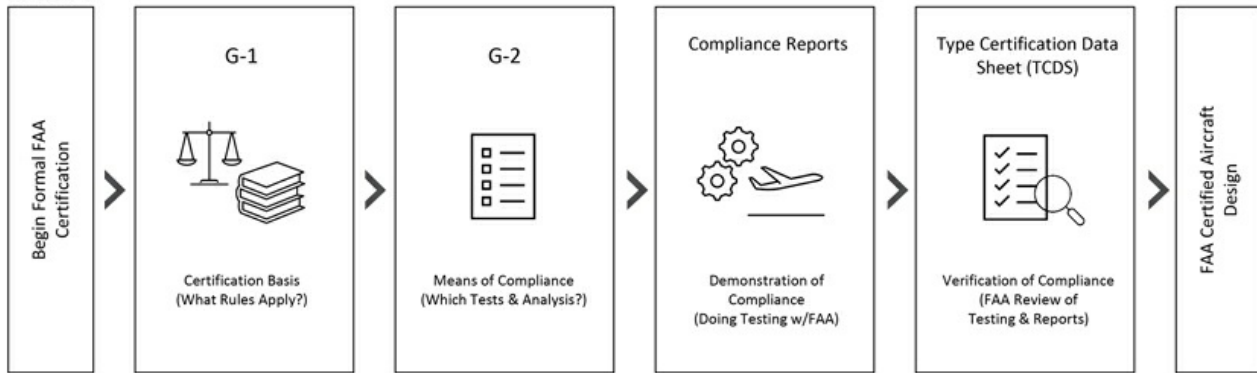 Begin Formal FAA
Certification
G-1
Certification Basis
(What Rules Apply?)
G-2
Means of Compliance
(Which Tests & Analysis?)
Compliance Reports
Demonstration of
Compliance
(Doing Testing w/FAA)
Type Certification Data
Sheet (TCDS)
Verification of Compliance
(FAA Review of
Testing & Reports)
FAA Certified Aircraft
Design